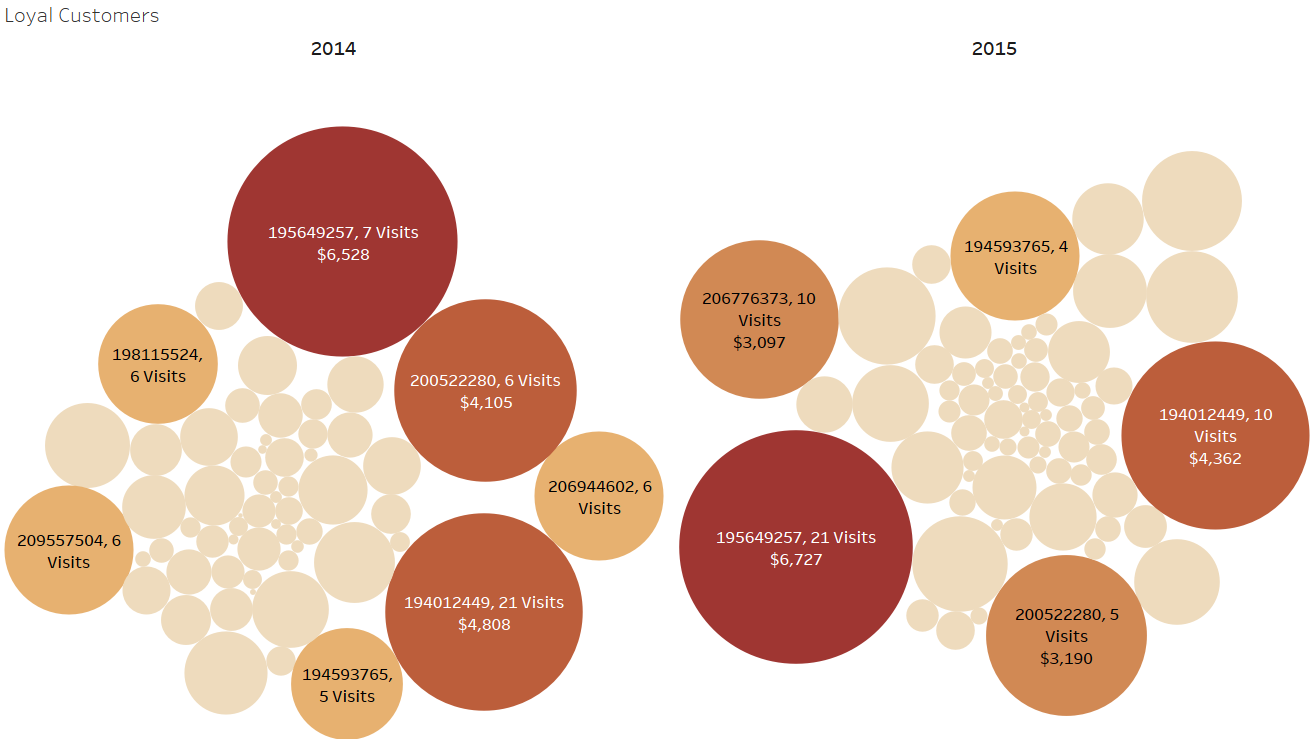 Loyal Customers
2014
2015
195649257, 7 Visits
$6,528
198115524,
6 Visits
200522280, 6 Visits
$4,105
206944602, 6
Visits
209557504, 6
Visits
194012449, 21 Visits
$4,808
194593765,
5 Visits
194593765, 4
Visits
206776373, 10
Visits
$3,097
194012449, 10
Visits
$4,362
195649257, 21 Visits
$6,727
200522280, 5
Visits
$3,190